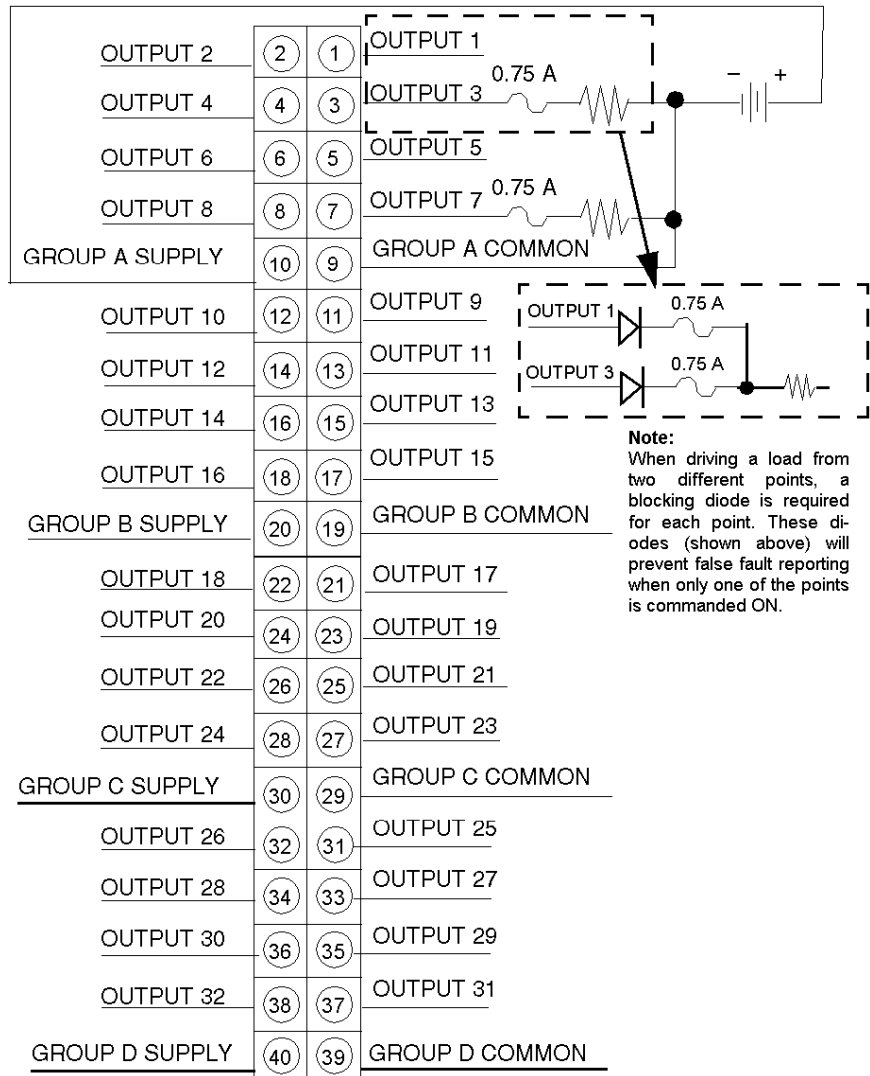 OUTPUT 2 2 1 OUTPUT 1
0.75 A - +
OUTPUT 4 4 3 OUTPUT 3
OUTPUT 6 6 5 OUTPUT 5
OUTPUT 8 8 7 OUTPUT 7 0.75 A
GROUP A SUPPLY 10 9 GROUP A COMMON
OUTPUT 10 12 11 OUTPUT 9
OUTPUT 12 14 13 OUTPUT 11
OUTPUT 14 16 15 OUTPUT 13
OUTPUT 16 18 17 OUTPUT 15
GROUP B SUPPLY 20 19 GROUP B COMMON
OUTPUT 18 22 21 OUTPUT 17
OUTPUT 20 24 23 OUTPUT 19
OUTPUT 22 26 25 OUTPUT 21
OUTPUT 24 28 27 OUTPUT 23
GROUP C SUPPLY 30 29 GROUP C COMMON
OUTPUT 26 32 31 OUTPUT 25
OUTPUT 28 34 33 OUTPUT 27
OUTPUT 30 36 35 OUTPUT 29
OUTPUT 32 38 37 OUTPUT 31
GROUP D SUPPLY 40 39 GROUP D COMMON
OUTPUT 1 0.75 A
OUTPUT 3 0.75 A
Note:
When driving a load from
two different points, a
blocking diode is required
for each point. These di-
odes (shown above) will
prevent false fault reporting
when only one of the points
is commanded ON.